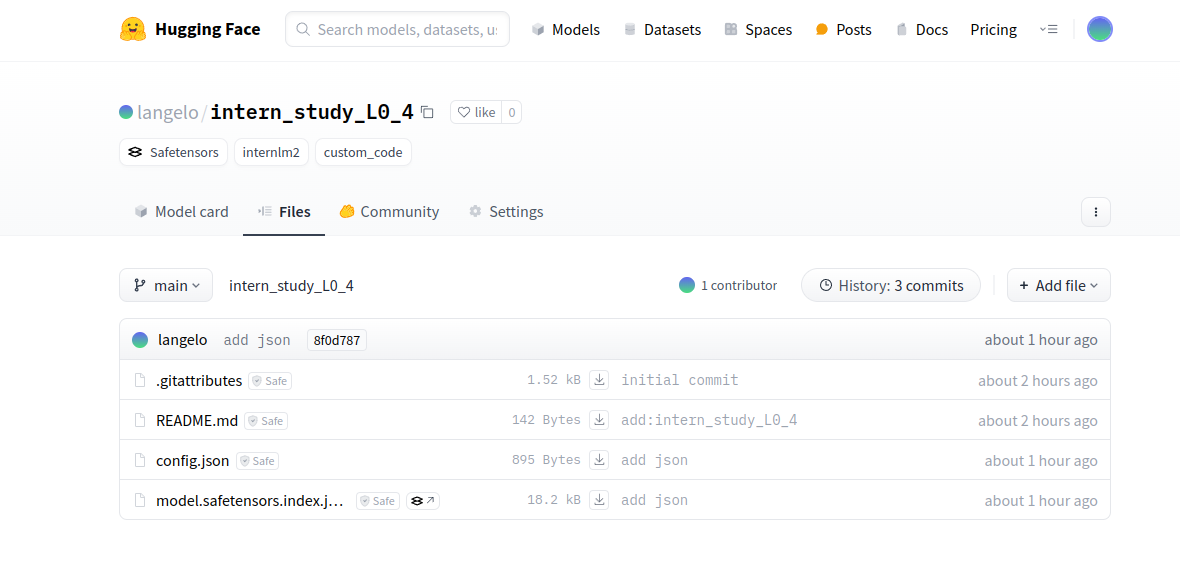 Hugging Face Search models, datasets, us Models Datasets Spaces Posts Docs Pricing
langelo/intern_study_L0_4 like 0
Safetensors internlm2 custom_code
Model card Files Community Settings
main intern_study_L0_4 1 contributor History: 3 commits + Add file
langelo add json 8f0d787 about 1 hour ago
.gitattributes Safe 1.52 kB initial commit about 2 hours ago
README.md Safe 142 Bytes add:intern_study_L0_4 about 2 hours ago
config.json Safe 895 Bytes add json about 1 hour ago
model.safetensors.index.j... Safe 18.2 kB add json about 1 hour ago